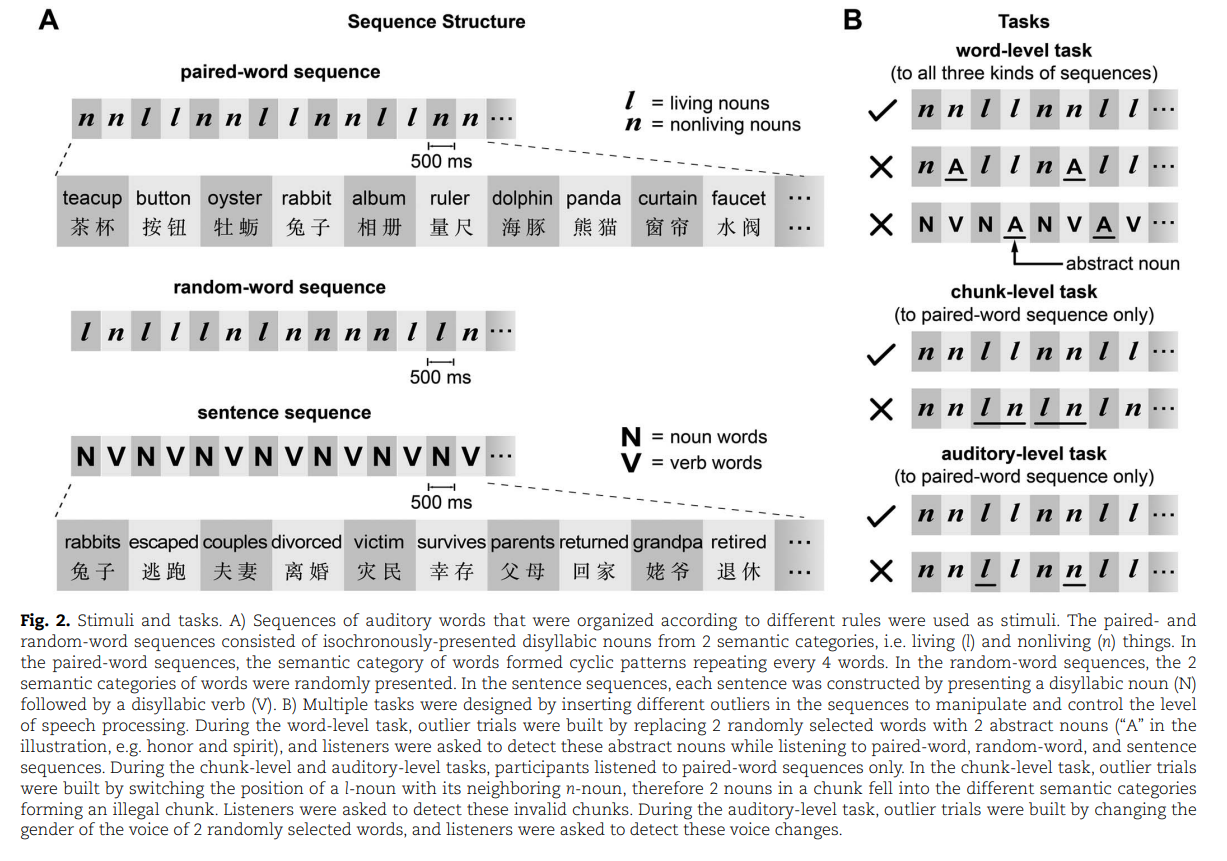 A Sequence Structure
paired-word sequence
n n l l n n l l n n l l n n ...
l = living nouns
n = nonliving nouns
500 ms
teacup button oyster rabbit album ruler dolphin panda curtain faucet ...
茶杯 按钮 牡蛎 兔子 相册 量尺 海豚 熊猫 窗帘 水阀 ...
random-word sequence
l n l l l n l n n n n l l n ...
500 ms
sentence sequence
N V N V N V N V N V N V N V ...
N = noun words
V = verb words
500 ms
rabbits escaped couples divorced victim survives parents returned grandpa retired ...
兔子 逃跑 夫妻 离婚 灾民 幸存 父母 回家 姥爷 退休 ...
B Tasks
word-level task
(to all three kinds of sequences)
✓ n n l l n n l l ...
✕ n A l l n A l l ...
✕ N V N A N V A V ...
abstract noun
chunk-level task
(to paired-word sequence only)
✓ n n l l n n l l ...
✕ n n l n l n l n ...
auditory-level task
(to paired-word sequence only)
✓ n n l l n n l l ...
✕ n n l l n n l l ...
Fig. 2. Stimuli and tasks. A) Sequences of auditory words that were organized according to different rules were used as stimuli. The paired- and
random-word sequences consisted of isochronously-presented disyllabic nouns from 2 semantic categories, i.e. living (l) and nonliving (n) things. In
the paired-word sequences, the semantic category of words formed cyclic patterns repeating every 4 words. In the random-word sequences, the 2
semantic categories of words were randomly presented. In the sentence sequences, each sentence was constructed by presenting a disyllabic noun (N)
followed by a disyllabic verb (V). B) Multiple tasks were designed by inserting different outliers in the sequences to manipulate and control the level
of speech processing. During the word-level task, outlier trials were built by replacing 2 randomly selected words with 2 abstract nouns (“A” in the
illustration, e.g. honor and spirit), and listeners were asked to detect these abstract nouns while listening to paired-word, random-word, and sentence
sequences. During the chunk-level and auditory-level tasks, participants listened to paired-word sequences only. In the chunk-level task, outlier trials
were built by switching the position of a l-noun with its neighboring n-noun, therefore 2 nouns in a chunk fell into the different semantic categories
forming an illegal chunk. Listeners were asked to detect these invalid chunks. During the auditory-level task, outlier trials were built by changing the
gender of the voice of 2 randomly selected words, and listeners were asked to detect these voice changes.